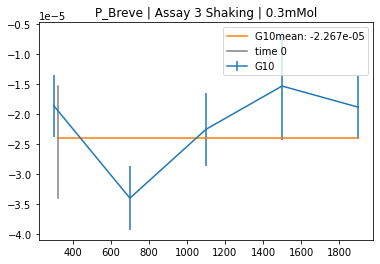 P_Breve | Assay 3 Shaking | 0.3mMol
1e−5
G10mean: -2.267e-05
time 0
G10
−0.5
−1.0
−1.5
−2.0
−2.5
−3.0
−3.5
−4.0
400 600 800 1000 1200 1400 1600 1800